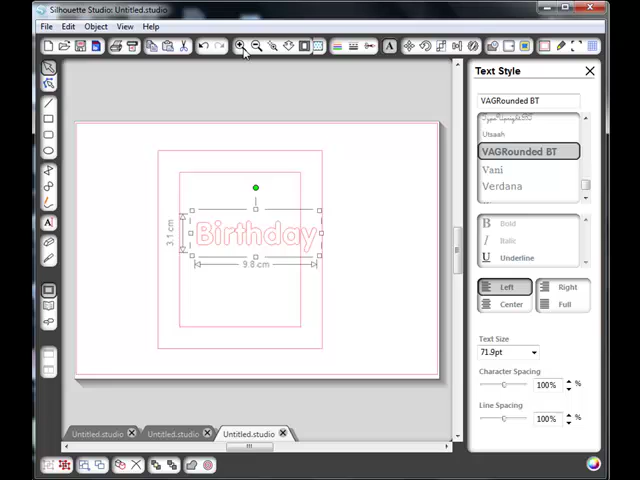 Silhouette Studio: Untitled.studio
File Edit Object View Help
A
Text Style
VAGRounded BT
Utsaah
VAGRounded BT
Vani
Verdana
B Bold
I Italic
U Underline
Left Right
Center Full
Text Size
71.9pt
Character Spacing
100% %
Line Spacing
100% %
Birthday
3.1 cm
9.8 cm
Untitled.studio Untitled.studio Untitled.studio